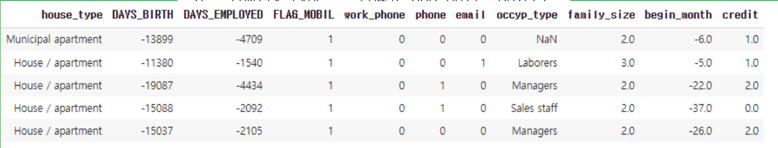 house_type DAYS_BIRTH DAYS_EMPLOYED FLAG_MOBIL work_phone phone email occyp_type family_size begin_month credit
Municipal apartment -13899 -4709 1 0 0 0 NaN 2.0 -6.0 1.0
House / apartment -11380 -1540 1 0 0 1 Laborers 3.0 -5.0 1.0
House / apartment -19087 -4434 1 0 1 0 Managers 2.0 -22.0 2.0
House / apartment -15088 -2092 1 0 1 0 Sales staff 2.0 -37.0 0.0
House / apartment -15037 -2105 1 0 0 0 Managers 2.0 -26.0 2.0